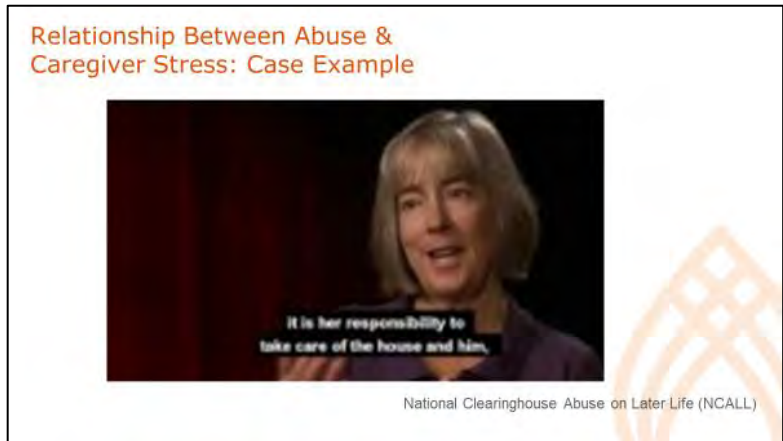 Relationship Between Abuse &
Caregiver Stress: Case Example
it is her responsibility to
take care of the house and him,
National Clearinghouse Abuse on Later Life (NCALL)